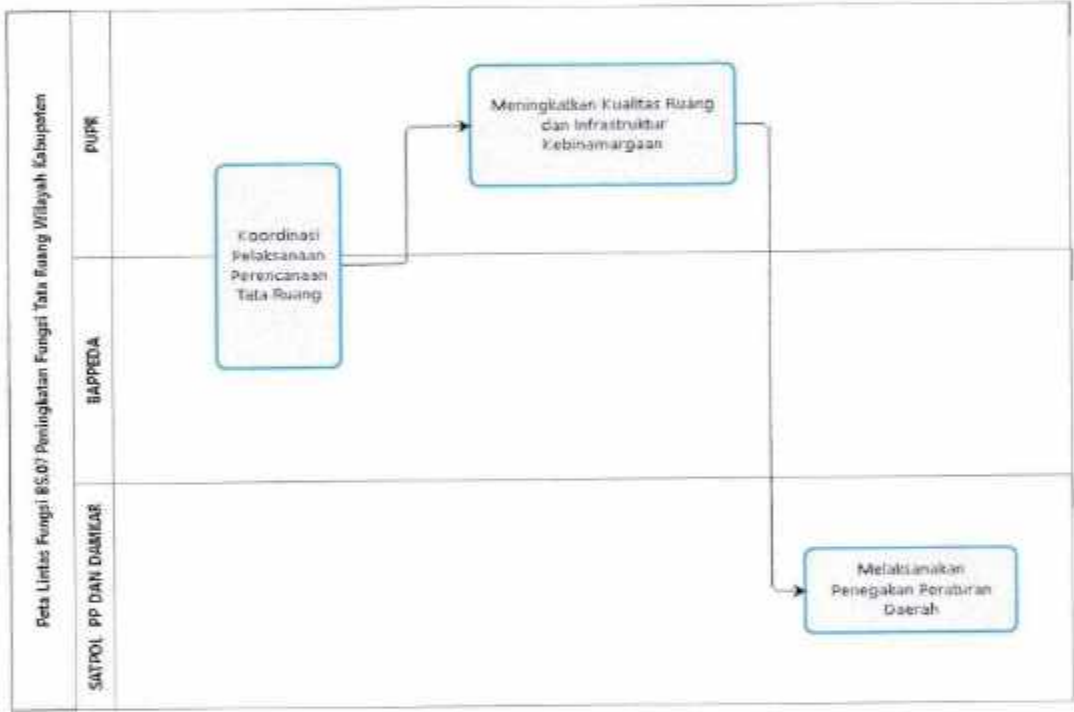 Peta Lintas Fungsi BS.07 Peningkatan Fungsi Tata Ruang Wilayah Kabupaten
PUPR
Meningkatkan Kualitas Ruang
dan Infrastruktur
Kebinamargaan
Koordinasi
Pelaksanaan
Perencanaan
Tata Ruang
BAPPEDA
SATPOL PP DAN DAMKAR
Melaksanakan
Penegakan Peraturan
Daerah